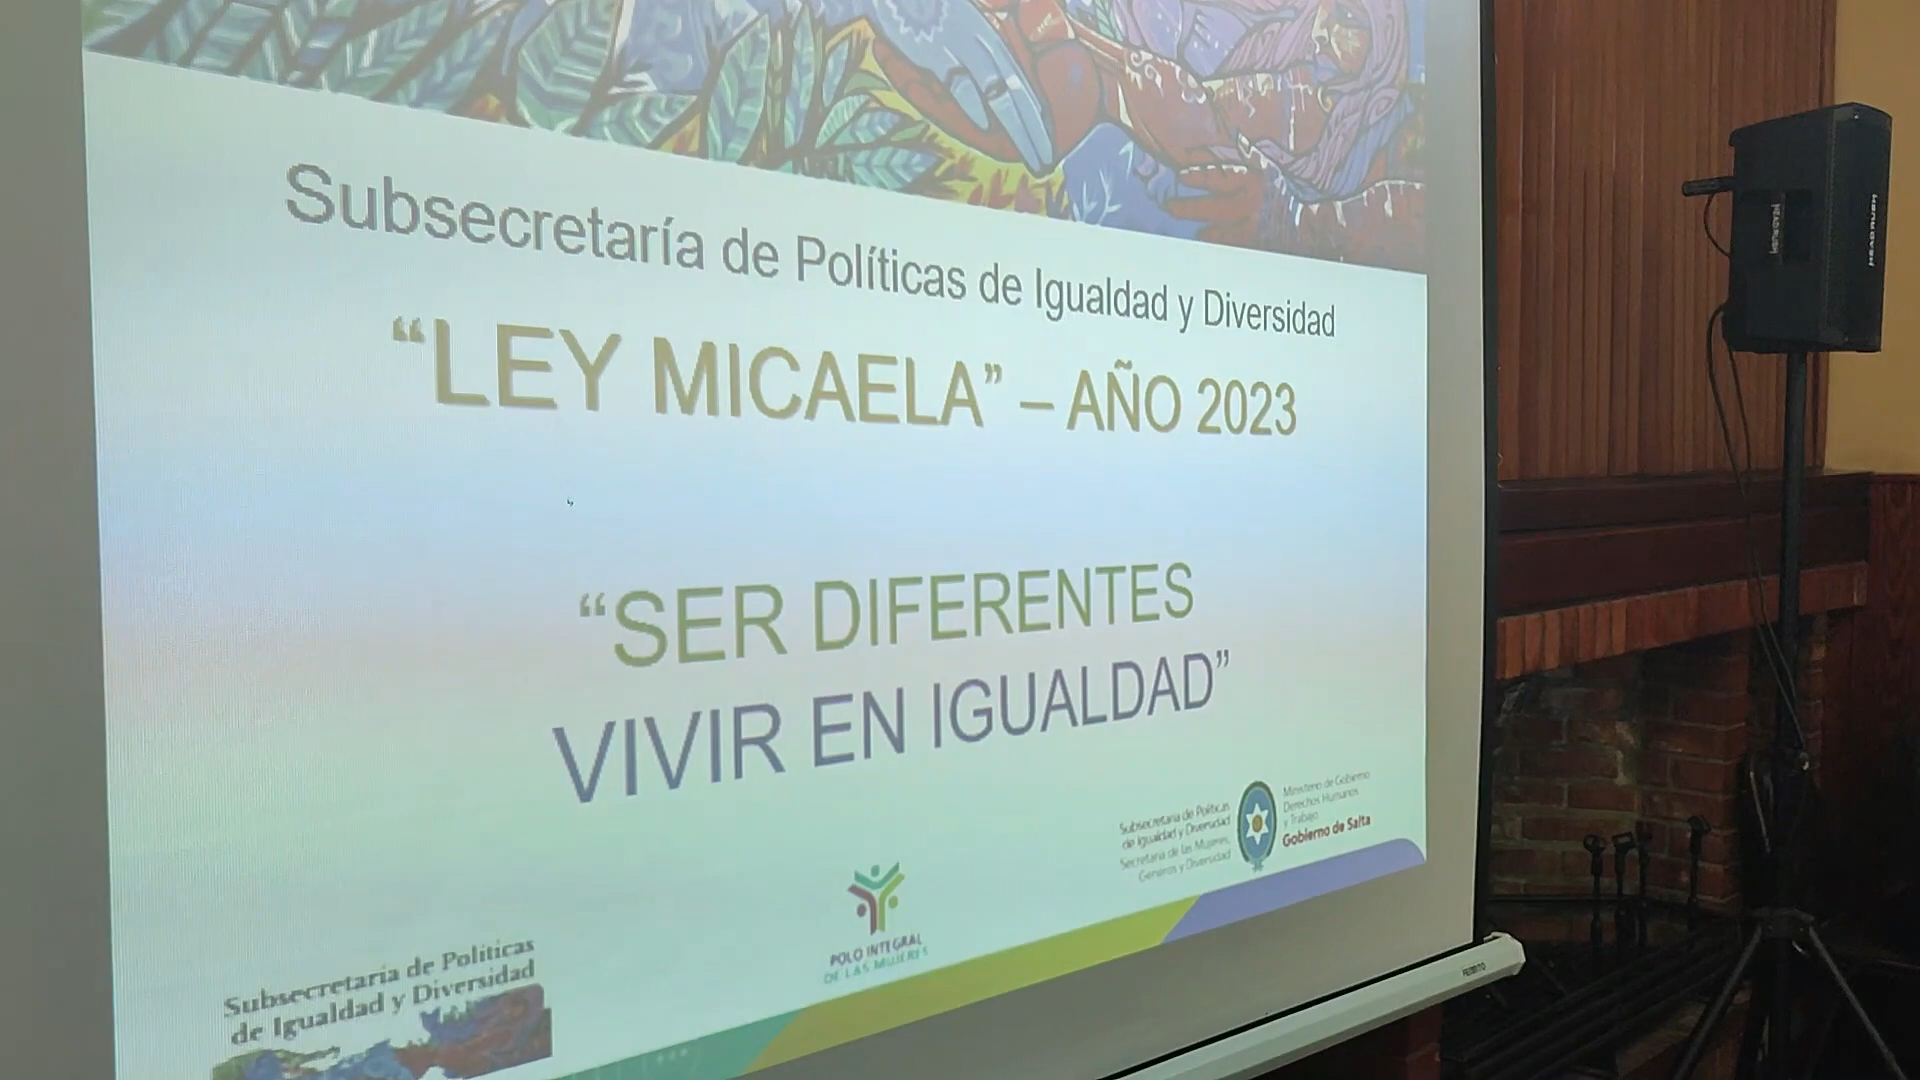 Subsecretaría de Políticas de Igualdad y Diversidad
“LEY MICAELA” – AÑO 2023
“SER DIFERENTES
VIVIR EN IGUALDAD”
Subsecretaría de Políticas
de Igualdad y Diversidad
Secretaría de las Mujeres,
Géneros y Diversidad
Ministerio de Gobierno
Derechos Humanos
y Trabajo
Gobierno de Salta
POLO INTEGRAL
DE LAS MUJERES
Subsecretaría de Políticas
de Igualdad y Diversidad
HEADRUSH
HEADRUSH